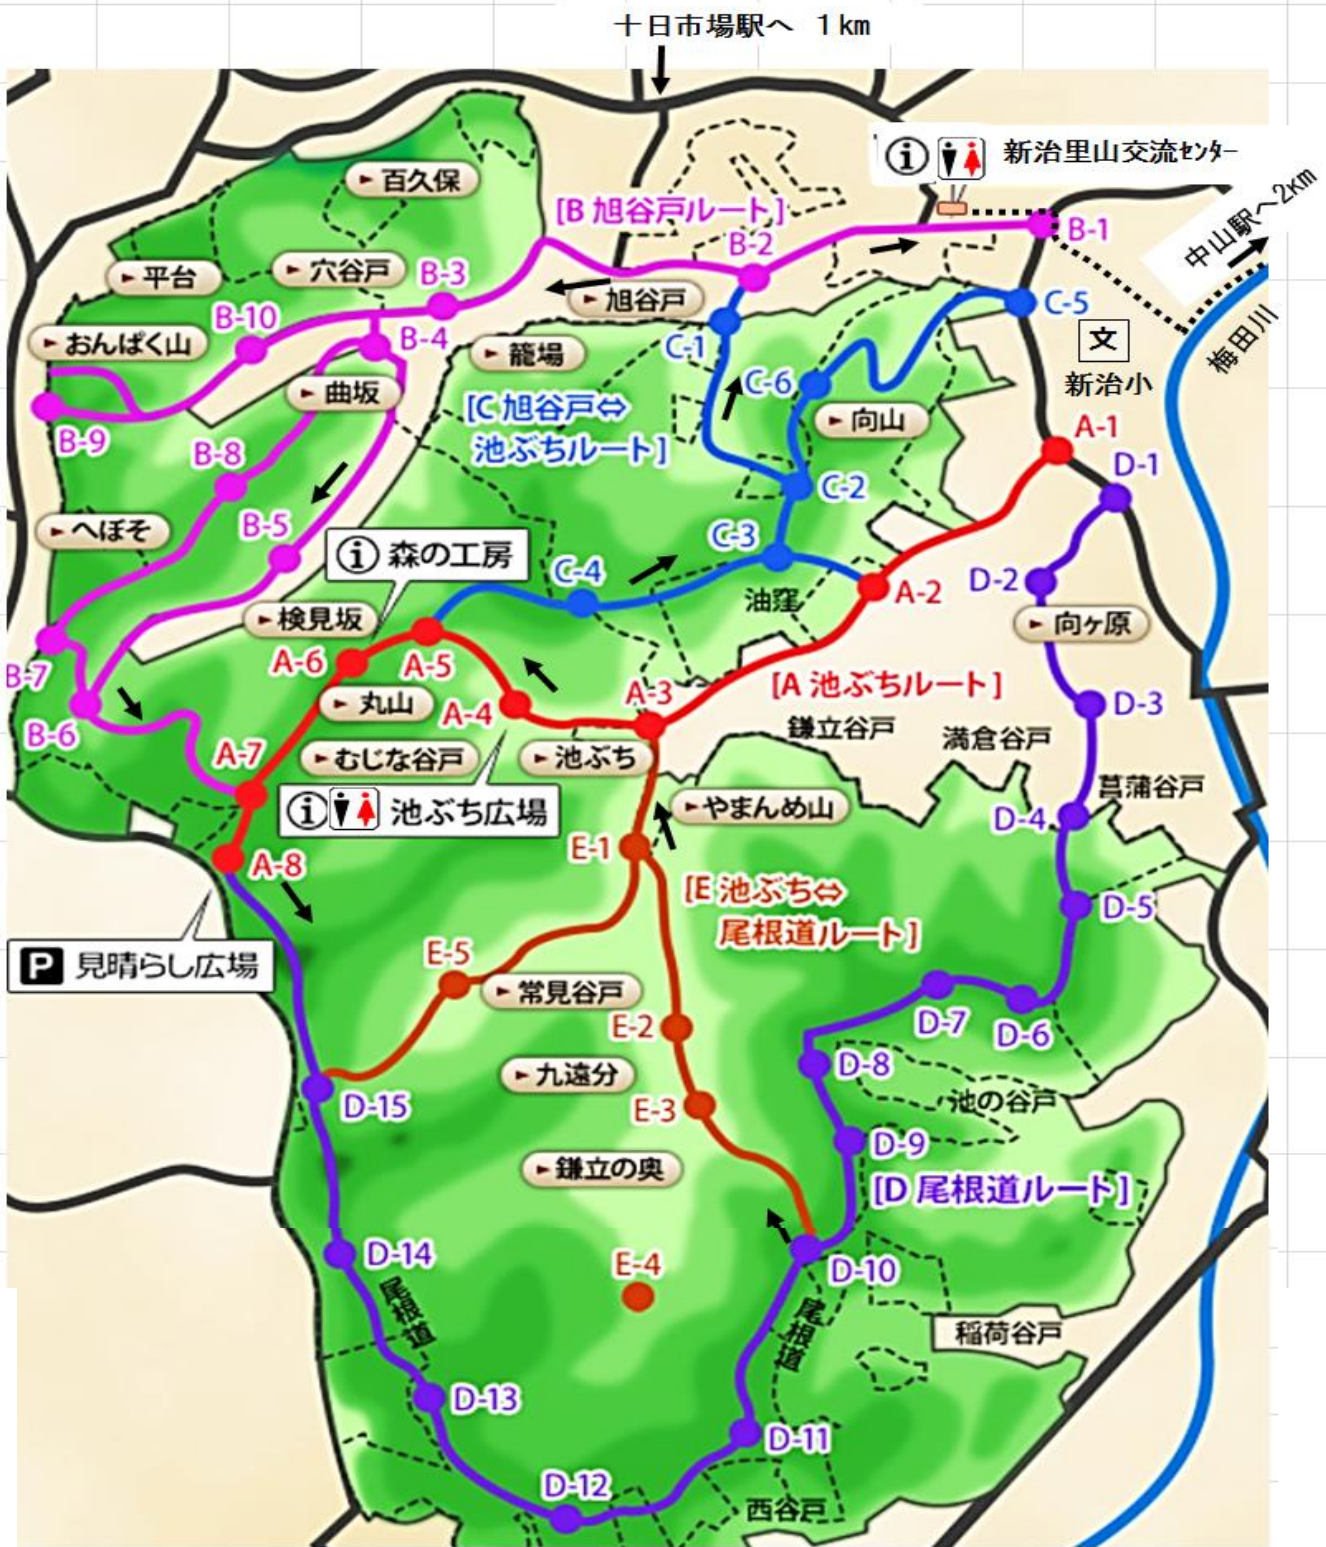 十日市場駅へ 1km
新治里山交流ｾﾝﾀｰ
中山駅へ2km
百久保
[B 旭谷戸ルート]
B-1
B-2
平台
穴谷戸
B-3
旭谷戸
C-5
梅田川
B-10
B-4
C-1
文
新治小
おんぱく山
籠場
C-6
曲坂
[C 旭谷戸⇔
池ぶちルート]
向山
B-9
A-1
B-8
D-1
C-2
B-5
へぼそ
C-3
森の工房
C-4
D-2
A-2
油窪
検見坂
向ヶ原
A-6
A-5
B-7
A-3
[A 池ぶちルート]
丸山
A-4
D-3
B-6
鎌立谷戸
満倉谷戸
A-7
むじな谷戸
池ぶち
菖蒲谷戸
池ぶち広場
やまんめ山
D-4
E-1
A-8
[E 池ぶち⇔
尾根道ルート]
D-5
P 見晴らし広場
E-5
常見谷戸
E-2
D-7
D-6
九遠分
D-8
D-15
E-3
池の谷戸
D-9
鎌立の奥
[D 尾根道ルート]
D-14
E-4
D-10
尾根道
尾根道
稲荷谷戸
D-13
D-11
D-12
西谷戸